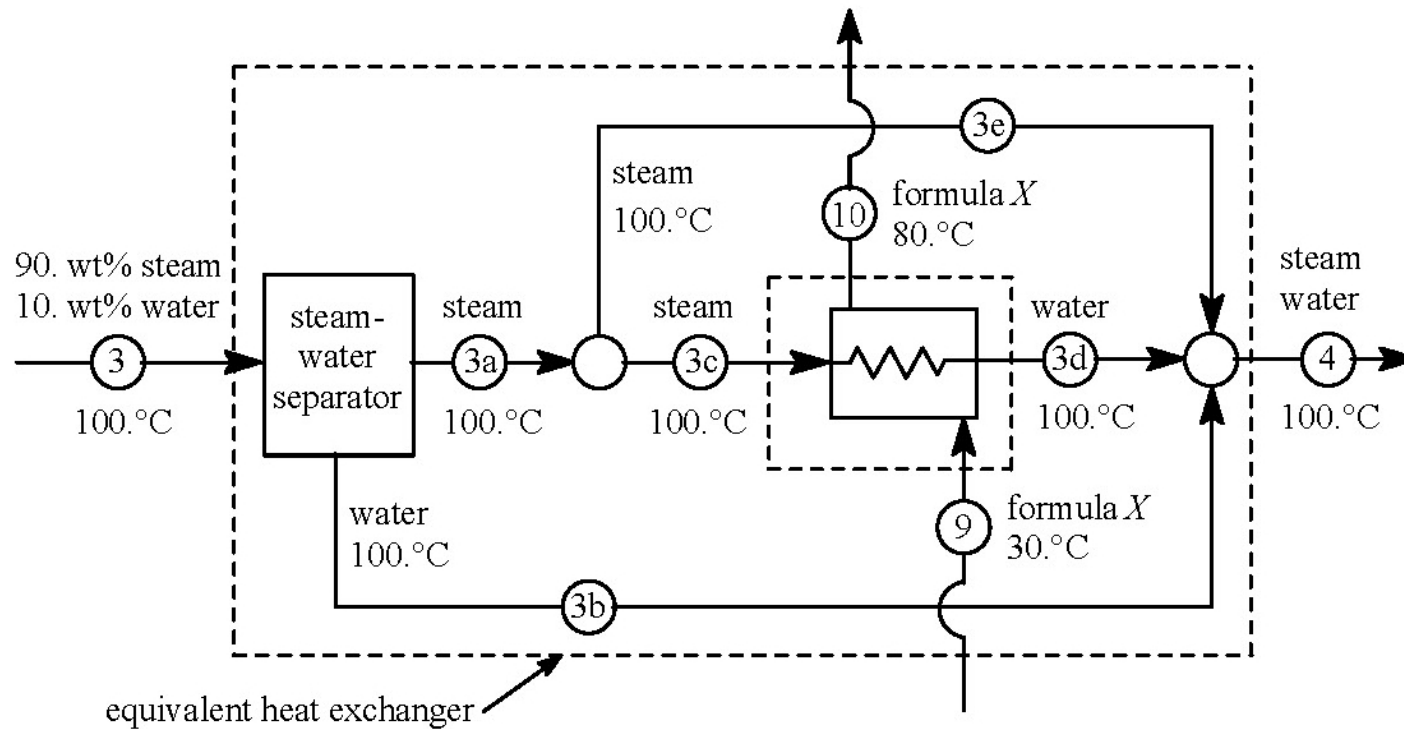 3e
steam
100.°C
10
formula X
80.°C
90. wt% steam
10. wt% water
3
100.°C
steam-
water
separator
steam
3a
100.°C
steam
3c
100.°C
water
3d
100.°C
steam
water
4
100.°C
water
100.°C
9
formula X
30.°C
3b
equivalent heat exchanger